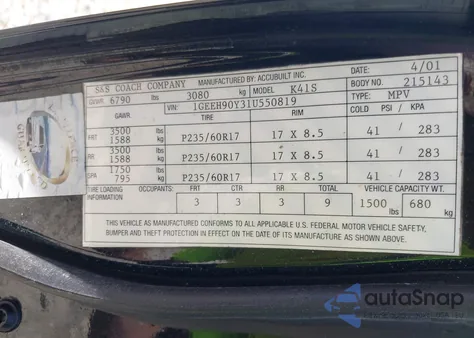 S&S COACH COMPANY MANUFACTURED BY: ACCUBUILT INC. DATE 4/01
GVWR 6790 lbs 3080 kg MODEL K41S BODY NO. 215143
VIN: 1GEEH90Y31U550819 TYPE: MPV
GAWR TIRE RIM COLD PSI / KPA
FRT 3500 lbs 1588 kg P235/60R17 17 X 8.5 41 / 283
RR 3500 lbs 1588 kg P235/60R17 17 X 8.5 41 / 283
SPA 1750 lbs 795 kg P235/60R17 17 X 8.5 41 / 283
TIRE LOADING INFORMATION OCCUPANTS: FRT CTR RR TOTAL VEHICLE CAPACITY WT.
3 3 3 9 1500 lbs 680 kg
THIS VEHICLE AS MANUFACTURED CONFORMS TO ALL APPLICABLE U.S. FEDERAL MOTOR VEHICLE SAFETY,
BUMPER AND THEFT PROTECTION IN EFFECT ON THE DATE OF ITS MANUFACTURE AS SHOWN ABOVE.
autoSnap